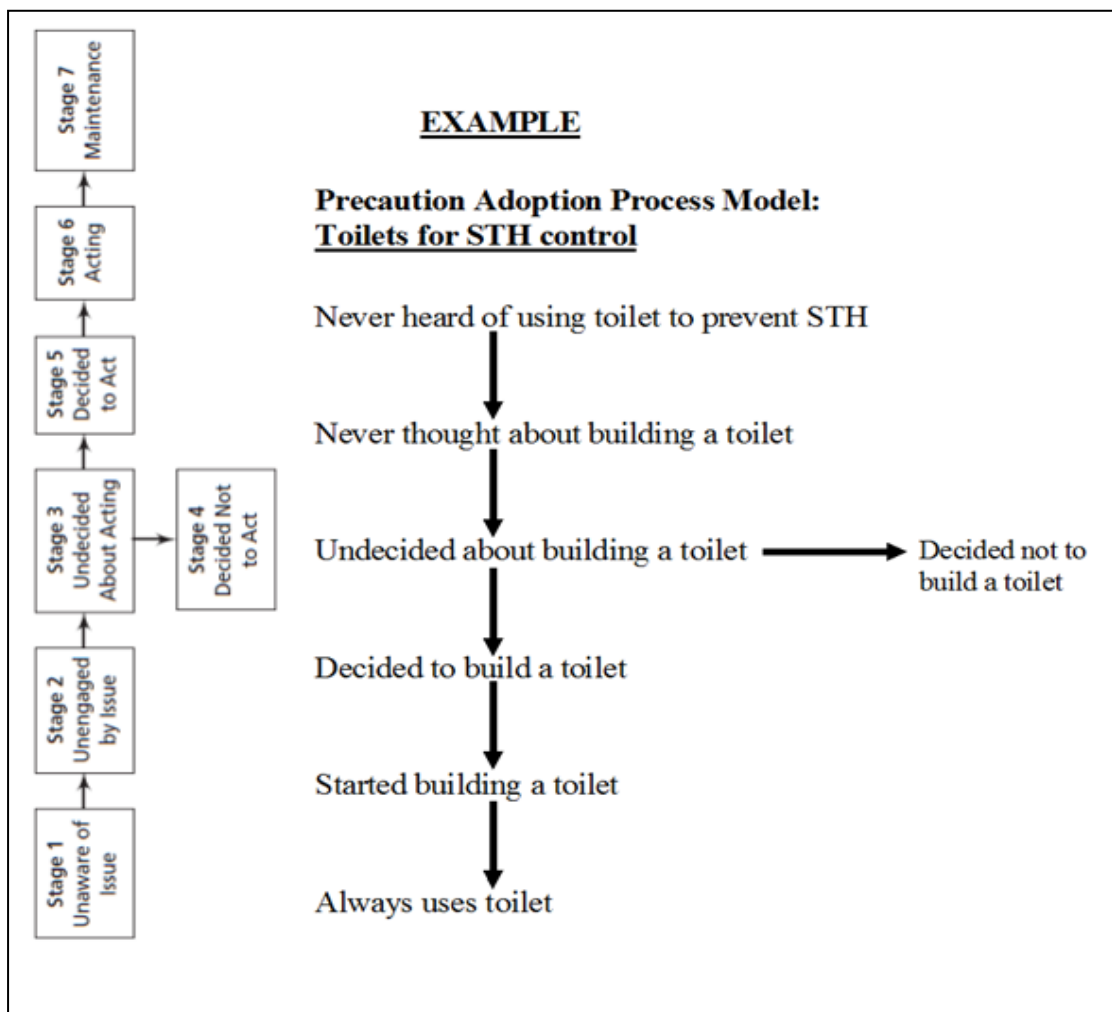 Stage 7
Maintenance
Stage 6
Acting
Stage 5
Decided
to Act
Stage 3
Undecided
About Acting
Stage 4
Decided Not
to Act
Stage 2
Unengaged
by Issue
Stage 1
Unaware of
Issue
EXAMPLE
Precaution Adoption Process Model:
Toilets for STH control
Never heard of using toilet to prevent STH
Never thought about building a toilet
Undecided about building a toilet
Decided not to
build a toilet
Decided to build a toilet
Started building a toilet
Always uses toilet